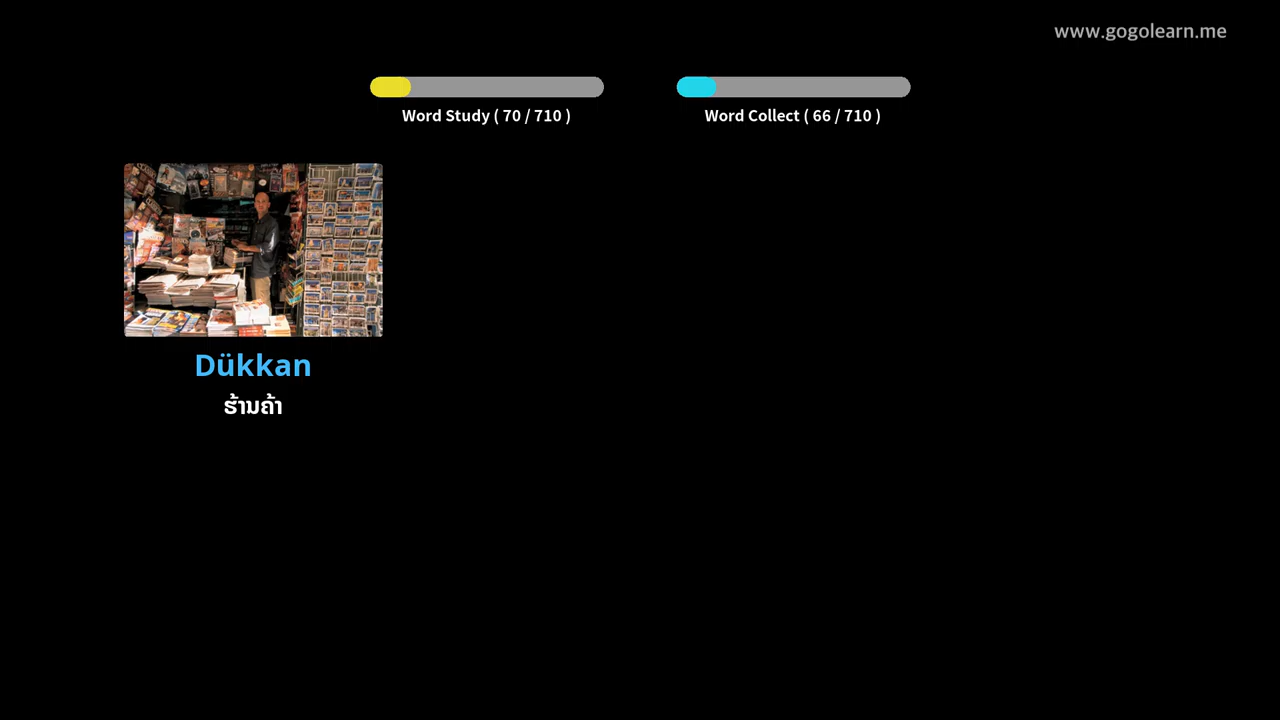 www.gogolearn.me
Word Study ( 70 / 710 )
Word Collect ( 66 / 710 )
Dükkan
ຮ້ານຄ້າ